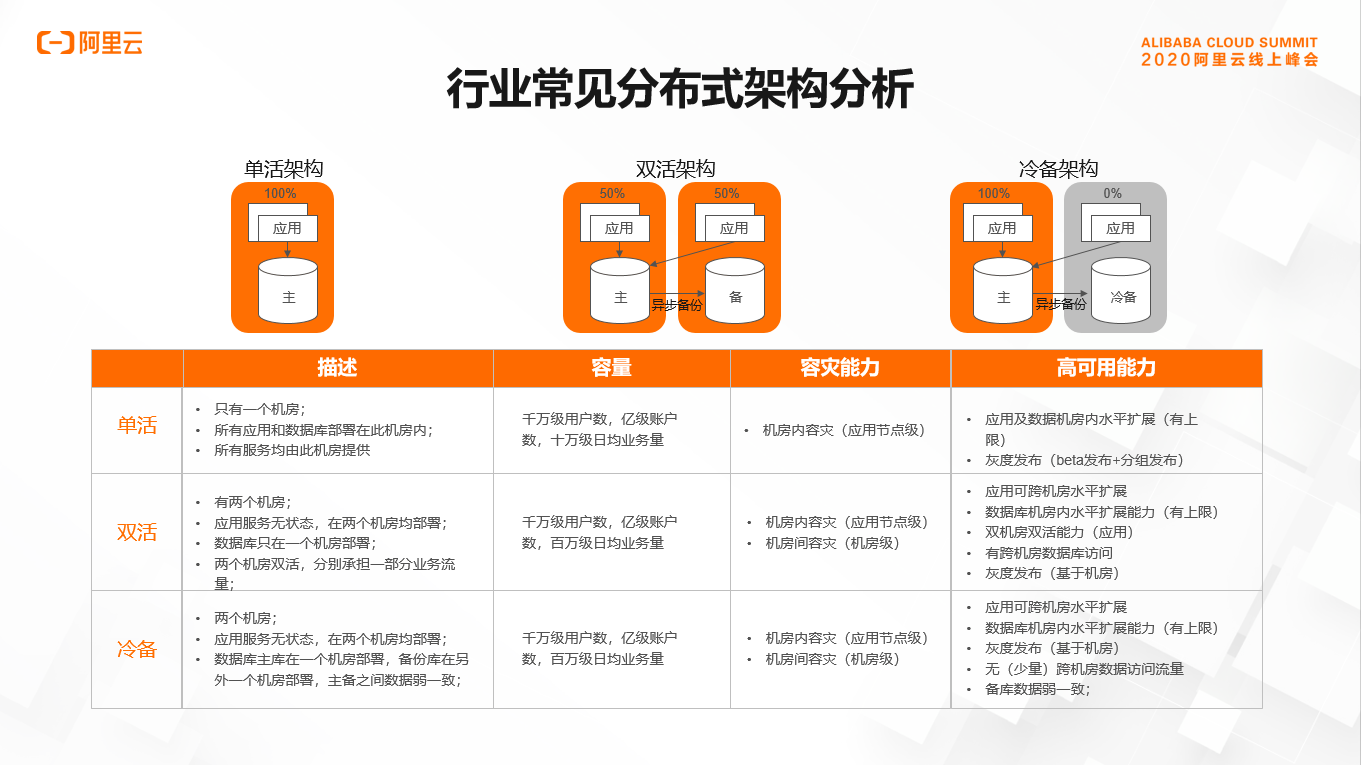 阿里云
ALIBABA CLOUD SUMMIT
2020阿里云线上峰会
行业常见分布式架构分析
单活架构
100%
应用
主
双活架构
50%
50%
应用
应用
主
备
异步备份
冷备架构
100%
0%
应用
应用
主
冷备
异步备份
描述
容量
容灾能力
高可用能力
单活
• 只有一个机房；
• 所有应用和数据库部署在此机房内；
• 所有服务均由此机房提供
千万级用户数，亿级账户
数，十万级日均业务量
• 机房内容灾（应用节点级）
• 应用及数据机房内水平扩展（有上
限）
• 灰度发布（beta发布+分组发布）
双活
• 有两个机房；
• 应用服务无状态，在两个机房均部署；
• 数据库只在一个机房部署；
• 两个机房双活，分别承担一部分业务流
量；
千万级用户数，亿级账户
数，百万级日均业务量
• 机房内容灾（应用节点级）
• 机房间容灾（机房级）
• 应用可跨机房水平扩展
• 数据库机房内水平扩展能力（有上限）
• 双机房双活能力（应用）
• 有跨机房数据库访问
• 灰度发布（基于机房）
冷备
• 两个机房；
• 应用服务无状态，在两个机房均部署；
• 数据库主库在一个机房部署，备份库在另
外一个机房部署，主备之间数据弱一致；
千万级用户数，亿级账户
数，百万级日均业务量
• 机房内容灾（应用节点级）
• 机房间容灾（机房级）
• 应用可跨机房水平扩展
• 数据库机房内水平扩展能力（有上限）
• 灰度发布（基于机房）
• 无（少量）跨机房数据访问流量
• 备库数据弱一致；